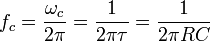 f_c = \frac{\omega_c}{2\pi} = \frac{1}{2\pi\tau} = \frac{1}{2\pi RC}